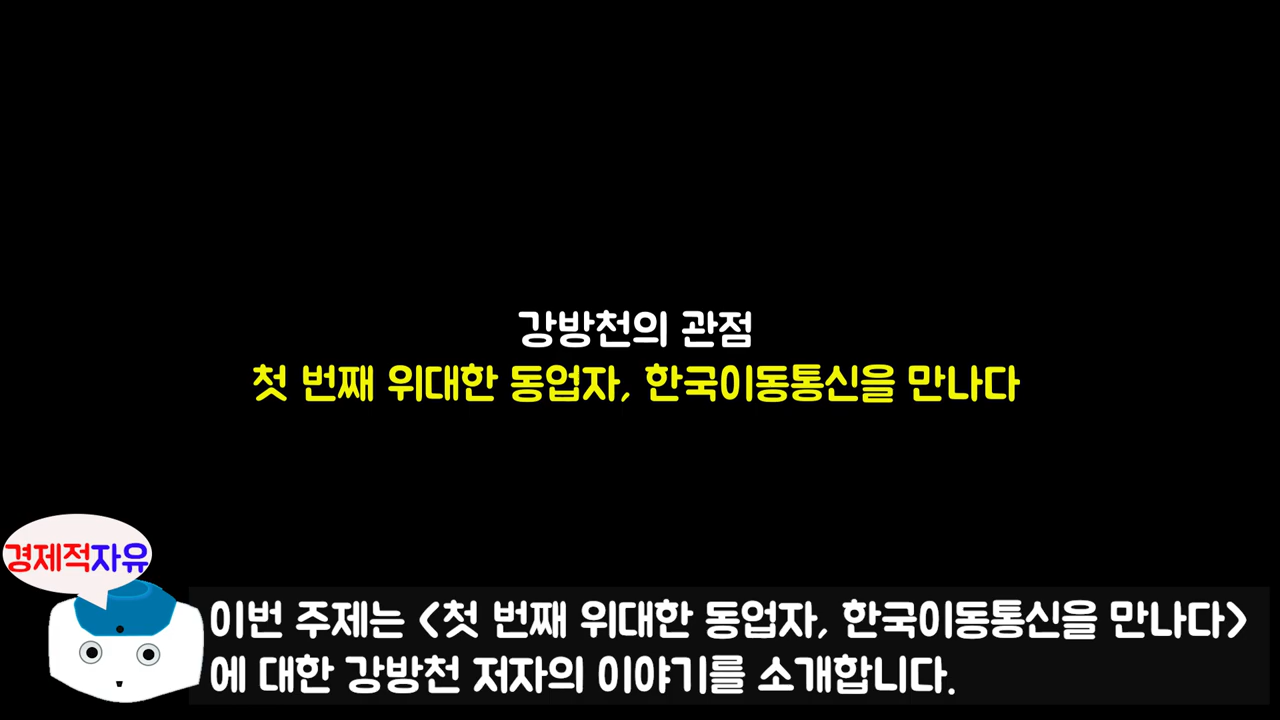 강방천의 관점
첫 번째 위대한 동업자, 한국이동통신을 만나다
경제적자유
이번 주제는 <첫 번째 위대한 동업자, 한국이동통신을 만나다>
에 대한 강방천 저자의 이야기를 소개합니다.